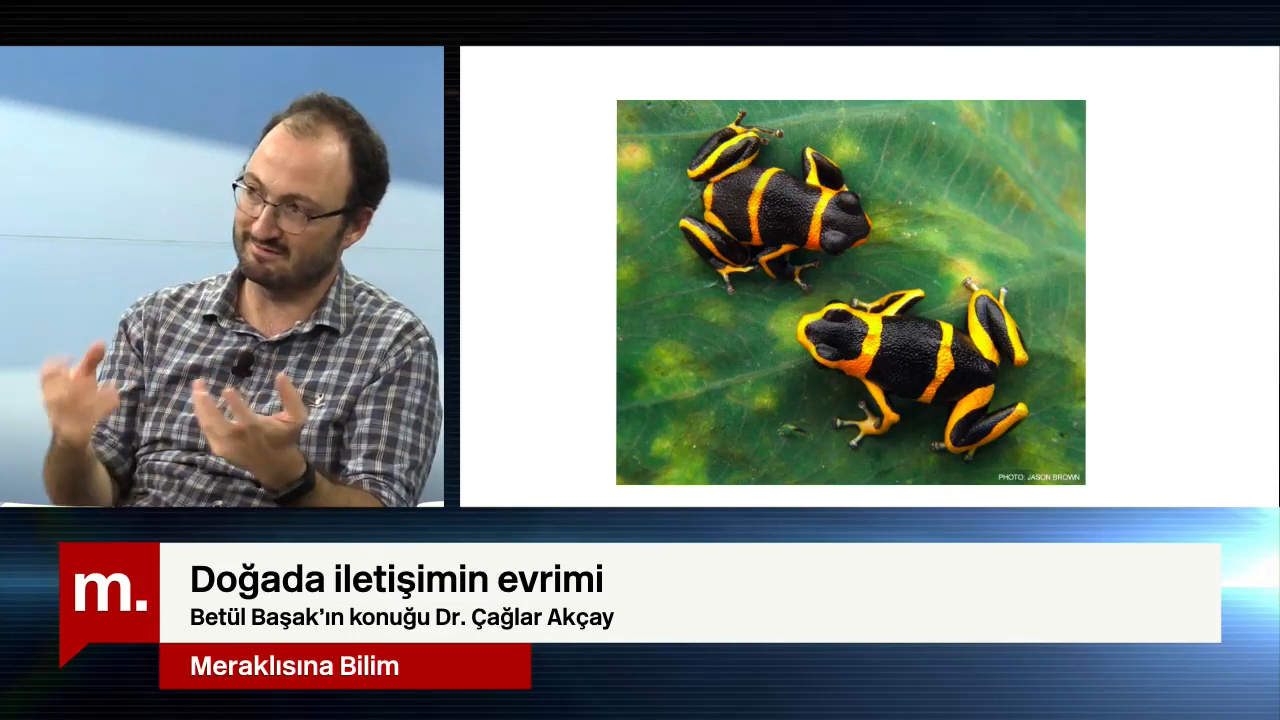 PHOTO: JASON BROWN
m.
Doğada iletişimin evrimi
Betül Başak’ın konuğu Dr. Çağlar Akçay
Meraklısına Bilim